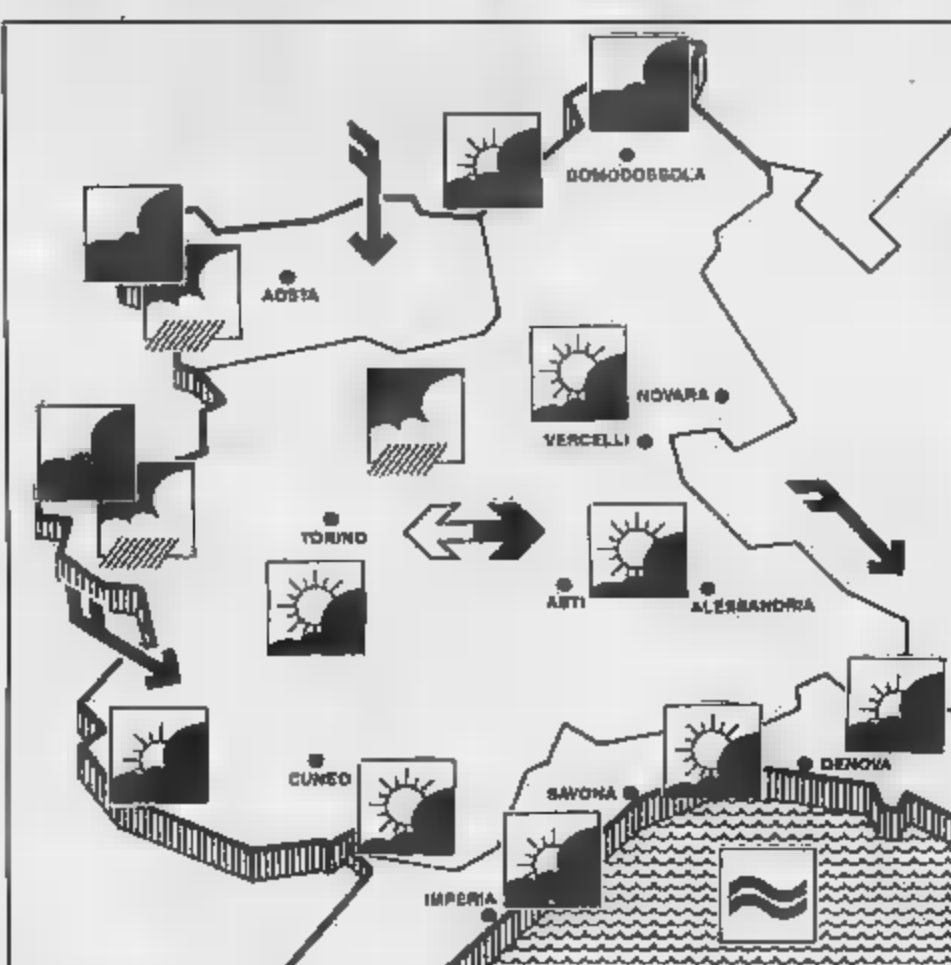 DOMODOSSOLA
AOSTA
NOVARA
VERCELLI
TORINO
ASTI
ALESSANDRIA
CUNEO
SAVONA
GENOVA
IMPERIA